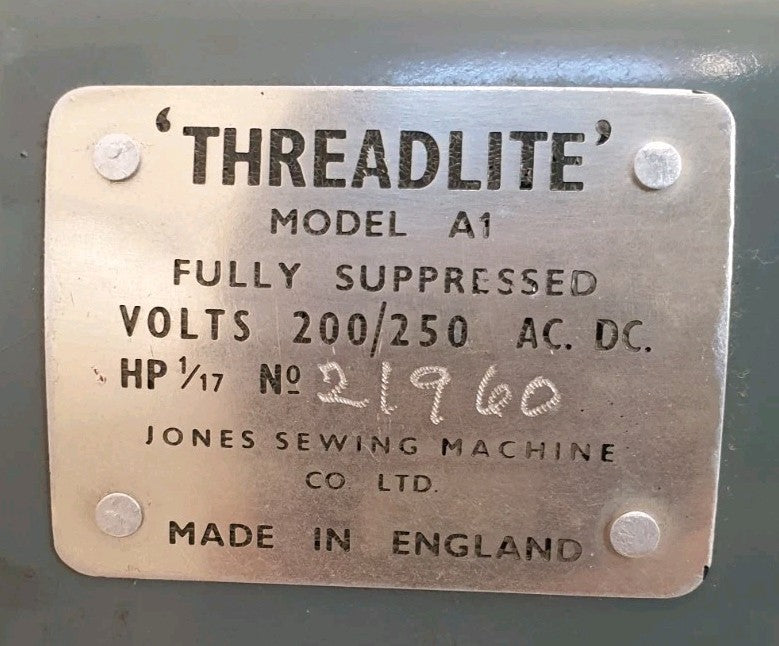 ‘THREADLITE’
MODEL A1
FULLY SUPPRESSED
VOLTS 200/250 AC. DC.
HP 1/17 Nº 21960
JONES SEWING MACHINE
CO LTD.
MADE IN ENGLAND